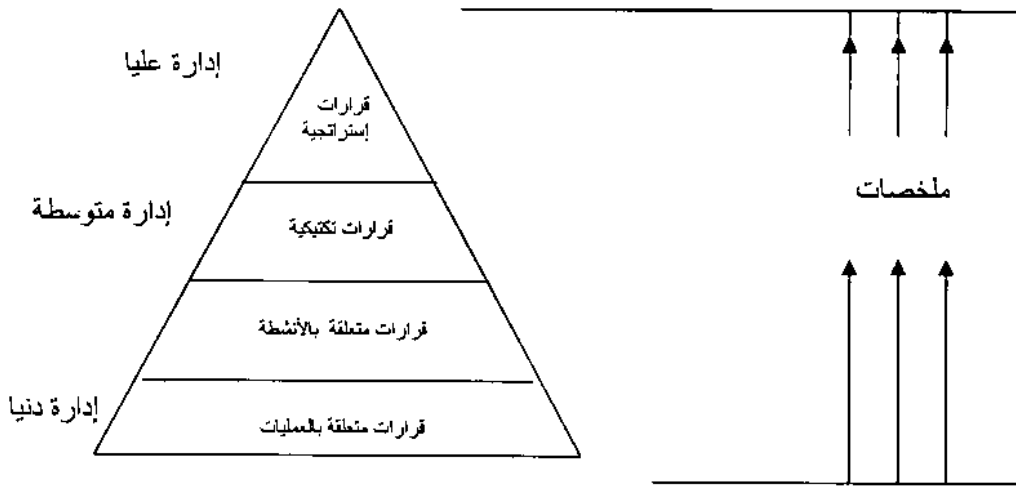 إدارة عليا
قرارات
إستراتجية
ملخصات
إدارة متوسطة
قرارات تكتيكية
قرارات متعلقة بالأنشطة
إدارة دنيا
قرارات متعلقة بالعمليات